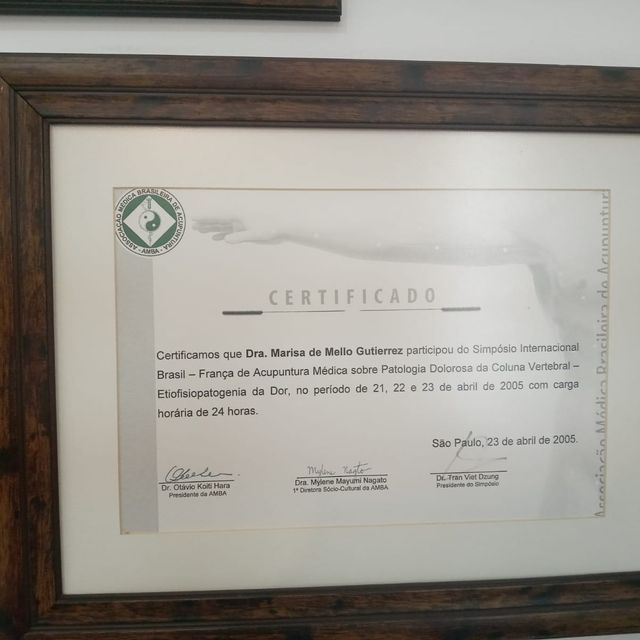 ASSOCIAÇÃO MÉDICA BRASILEIRA DE ACUPUNTURA
- AMBA -
CERTIFICADO
Certificamos que Dra. Marisa de Mello Gutierrez participou do Simpósio Internacional
Brasil – França de Acupuntura Médica sobre Patologia Dolorosa da Coluna Vertebral –
Etiofisiopatogenia da Dor, no período de 21, 22 e 23 de abril de 2005 com carga
horária de 24 horas.
São Paulo, 23 de abril de 2005.
Mylene Nagato
Dr. Otávio Koiti Hara
Presidente da AMBA
Dra. Mylene Mayumi Nagato
1ª Diretora Sócio-Cultural da AMBA
Dr. Tran Viet Dzung
Presidente do Simpósio
Associação Médica Brasileira de Acupuntur